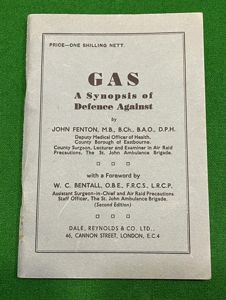 PRICE—ONE SHILLING NETT.
GAS
A Synopsis of
Defence Against
by
JOHN FENTON, M.B., B.Ch., B.A.O., D.P.H.
Deputy Medical Officer of Health,
County Borough of Eastbourne.
County Surgeon, Lecturer and Examiner in Air Raid
Precautions, The St. John Ambulance Brigade.
with a Foreword by
W. C. BENTALL, O.B.E., F.R.C.S., L.R.C.P.
Assistant Surgeon-in-Chief and Air Raid Precautions
Staff Officer, The St. John Ambulance Brigade.
(Second Edition)
DALE, REYNOLDS & CO. LTD.,
46, CANNON STREET, LONDON, E.C.4